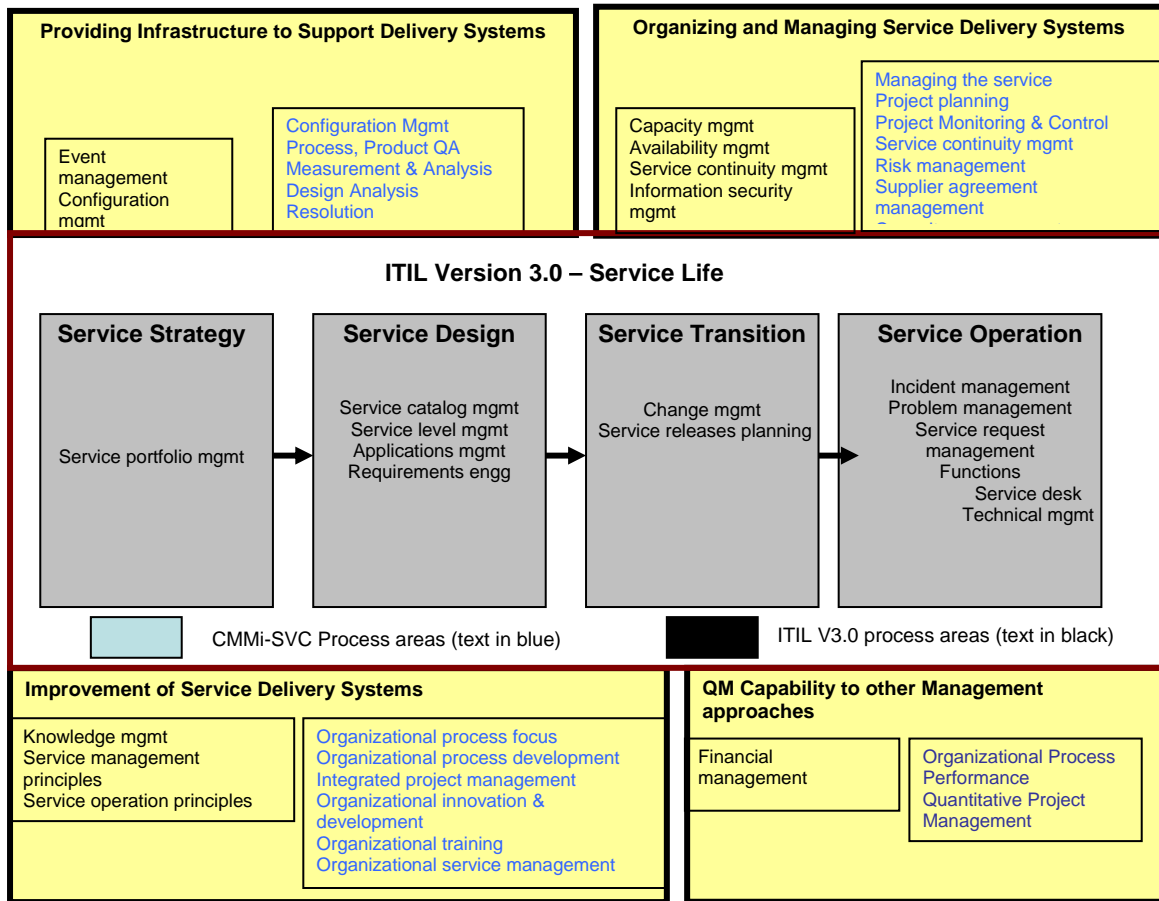 Providing Infrastructure to Support Delivery Systems
Event
management
Configuration
mgmt
Configuration Mgmt
Process, Product QA
Measurement & Analysis
Design Analysis
Resolution
Organizing and Managing Service Delivery Systems
Capacity mgmt
Availability mgmt
Service continuity mgmt
Information security
mgmt
Managing the service
Project planning
Project Monitoring & Control
Service continuity mgmt
Risk management
Supplier agreement
management
ITIL Version 3.0 – Service Life
Service Strategy
Service portfolio mgmt
Service Design
Service catalog mgmt
Service level mgmt
Applications mgmt
Requirements engg
Service Transition
Change mgmt
Service releases planning
Service Operation
Incident management
Problem management
Service request
management
Functions
Service desk
Technical mgmt
CMMi-SVC Process areas (text in blue)
ITIL V3.0 process areas (text in black)
Improvement of Service Delivery Systems
Knowledge mgmt
Service management
principles
Service operation principles
Organizational process focus
Organizational process development
Integrated project management
Organizational innovation &
development
Organizational training
Organizational service management
QM Capability to other Management
approaches
Financial
management
Organizational Process
Performance
Quantitative Project
Management